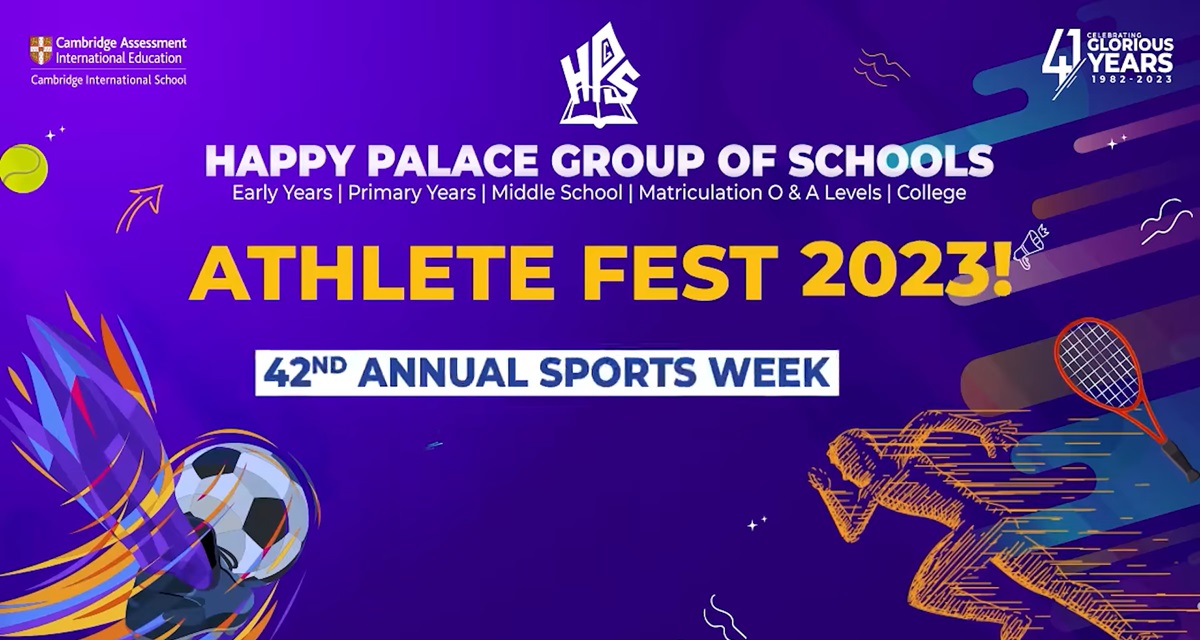 Cambridge Assessment
International Education
Cambridge International School
HPGS
41 CELEBRATING
GLORIOUS
YEARS
1982-2023
HAPPY PALACE GROUP OF SCHOOLS
Early Years | Primary Years | Middle School | Matriculation O & A Levels | College
ATHLETE FEST 2023!
42ND ANNUAL SPORTS WEEK